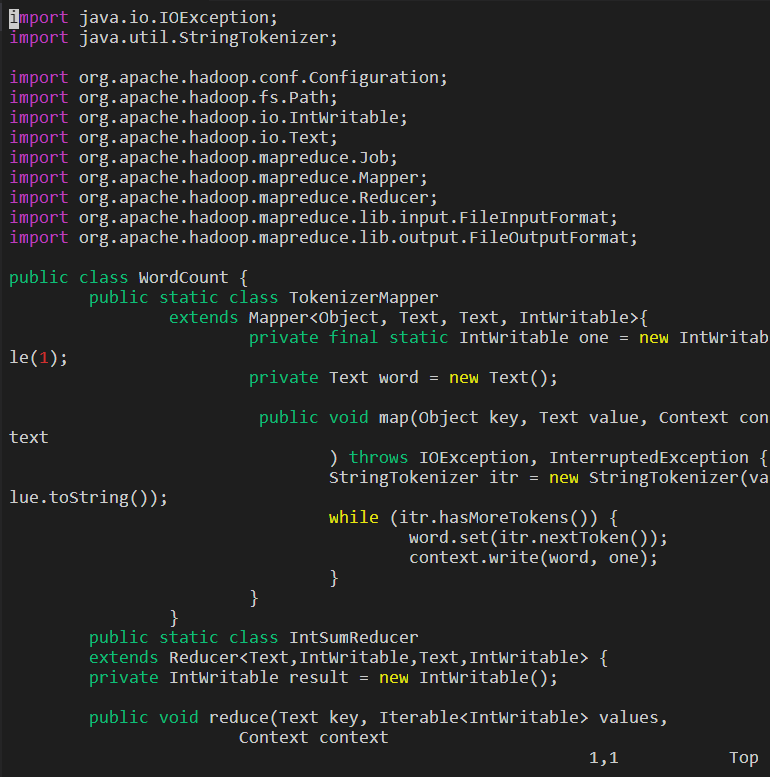 import java.io.IOException;
import java.util.StringTokenizer;

import org.apache.hadoop.conf.Configuration;
import org.apache.hadoop.fs.Path;
import org.apache.hadoop.io.IntWritable;
import org.apache.hadoop.io.Text;
import org.apache.hadoop.mapreduce.Job;
import org.apache.hadoop.mapreduce.Mapper;
import org.apache.hadoop.mapreduce.Reducer;
import org.apache.hadoop.mapreduce.lib.input.FileInputFormat;
import org.apache.hadoop.mapreduce.lib.output.FileOutputFormat;

public class WordCount {
        public static class TokenizerMapper
                extends Mapper<Object, Text, Text, IntWritable>{
                        private final static IntWritable one = new IntWritab
le(1);
                        private Text word = new Text();

                         public void map(Object key, Text value, Context con
text
                                ) throws IOException, InterruptedException {
                                StringTokenizer itr = new StringTokenizer(va
lue.toString());
                                while (itr.hasMoreTokens()) {
                                        word.set(itr.nextToken());
                                        context.write(word, one);
                                }
                        }
                }
        public static class IntSumReducer
        extends Reducer<Text,IntWritable,Text,IntWritable> {
        private IntWritable result = new IntWritable();

        public void reduce(Text key, Iterable<IntWritable> values,
                       Context context
                                                          1,1           Top